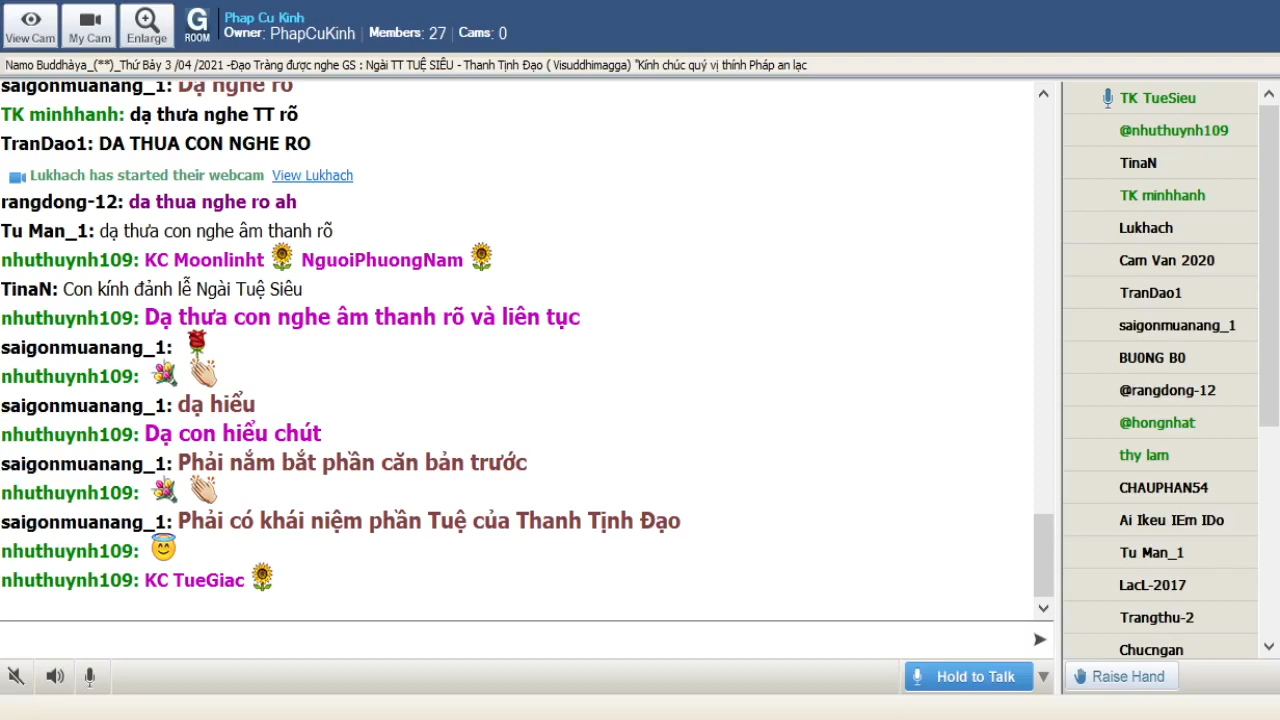 View Cam
My Cam
Enlarge
G
ROOM
Phap Cu Kinh
Owner: PhapCuKinh | Members: 27 | Cams: 0
Namo Buddhàya_(**)_Thứ Bảy 3 /04 /2021 -Đạo Tràng được nghe GS : Ngài TT TUỆ SIÊU - Thanh Tịnh Đạo ( Visuddhimagga) "Kính chúc quý vị thính Pháp an lạc
saigonmuanang_1: Dạ nghe rõ
TK minhhanh: dạ thưa nghe TT rõ
TranDao1: DA THUA CON NGHE RO
Lukhach has started their webcam View Lukhach
rangdong-12: da thua nghe ro ah
Tu Man_1: dạ thưa con nghe âm thanh rõ
nhuthuynh109: KC Moonlinht NguoiPhuongNam
TinaN: Con kính đảnh lễ Ngài Tuệ Siêu
nhuthuynh109: Dạ thưa con nghe âm thanh rõ và liên tục
saigonmuanang_1:
nhuthuynh109:
saigonmuanang_1: dạ hiểu
nhuthuynh109: Dạ con hiểu chút
saigonmuanang_1: Phải nắm bắt phần căn bản trước
nhuthuynh109:
saigonmuanang_1: Phải có khái niệm phần Tuệ của Thanh Tịnh Đạo
nhuthuynh109:
nhuthuynh109: KC TueGiac
Hold to Talk
TK TueSieu
@nhuthuynh109
TinaN
TK minhhanh
Lukhach
Cam Van 2020
TranDao1
saigonmuanang_1
BU0NG B0
@rangdong-12
@hongnhat
thy lam
CHAUPHAN54
Ai Ikeu IEm IDo
Tu Man_1
LacL-2017
Trangthu-2
Chucngan
Raise Hand